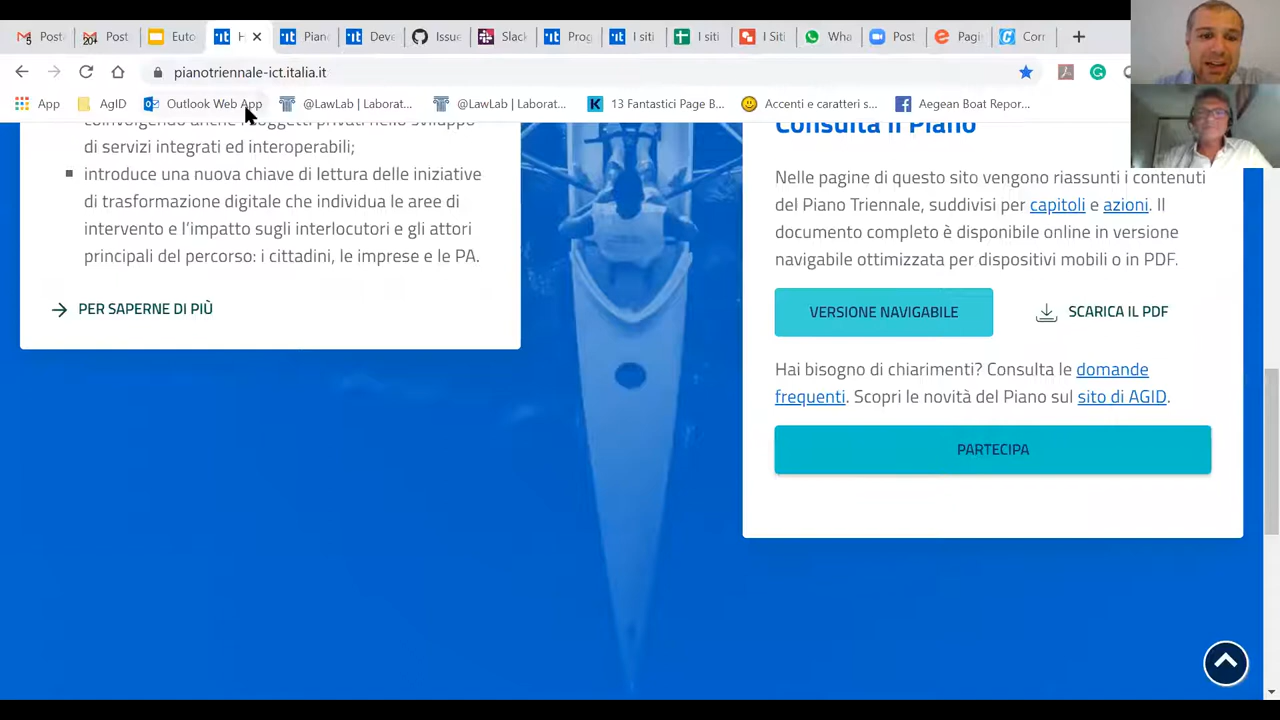 Post
Post
Euto
H
Pian
Deve
Issue
Slack
Prog
I siti
I siti
I Siti
Wha
Post
Pagi
Corr
pianotriennale-ict.italia.it
App
AgID
Outlook Web App
@LawLab | Laborat...
@LawLab | Laborat...
13 Fantastici Page B...
Accenti e caratteri s...
Aegean Boat Repor...
di servizi integrati ed interoperabili;
introduce una nuova chiave di lettura delle iniziative
di trasformazione digitale che individua le aree di
intervento e l'impatto sugli interlocutori e gli attori
principali del percorso: i cittadini, le imprese e le PA.
PER SAPERNE DI PIÙ
Consulta il Piano
Nelle pagine di questo sito vengono riassunti i contenuti
del Piano Triennale, suddivisi per capitoli e azioni. Il
documento completo è disponibile online in versione
navigabile ottimizzata per dispositivi mobili o in PDF.
VERSIONE NAVIGABILE
SCARICA IL PDF
Hai bisogno di chiarimenti? Consulta le domande
frequenti. Scopri le novità del Piano sul sito di AGID.
PARTECIPA